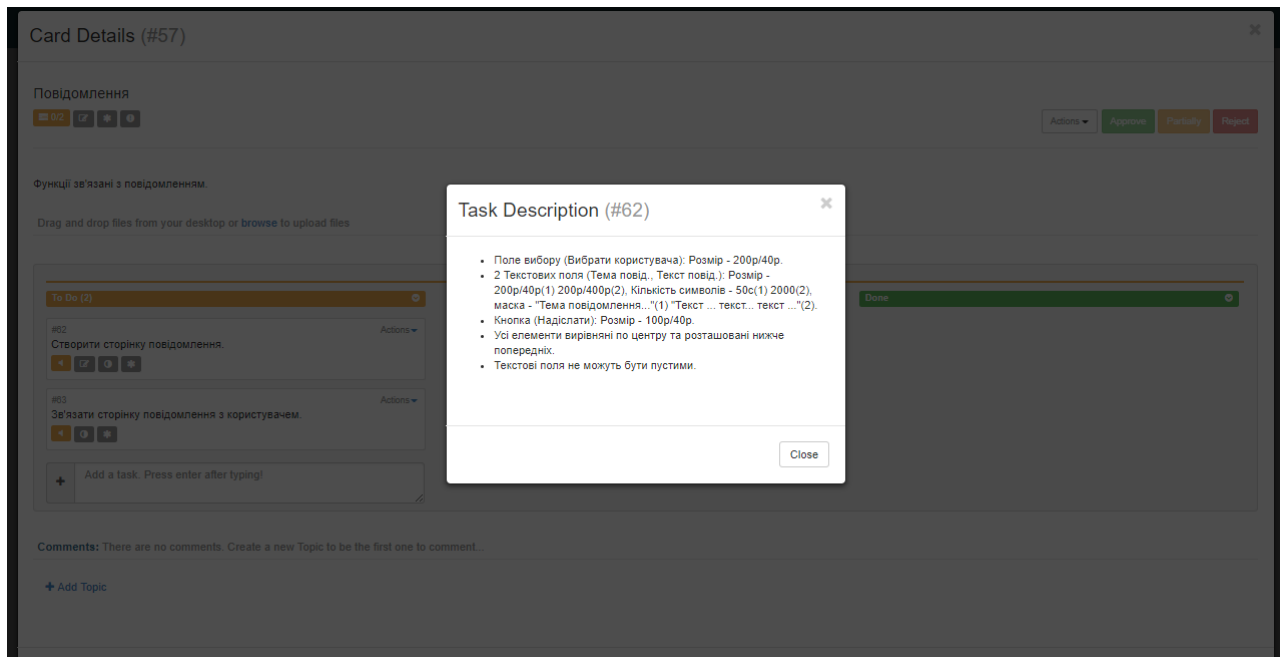 Card Details (#57)
Повідомлення
0/2
Actions
Approve
Partially
Reject
Функції зв'язані з повідомленням.
Drag and drop files from your desktop or browse to upload files
Task Description (#62)
Поле вибору (Вибрати користувача): Розмір - 200р/40р.
2 Текстових поля (Тема повід., Текст повід.): Розмір -
200р/40р(1) 200р/400р(2), Кількість символів - 50с(1) 2000(2),
маска - "Тема повідомлення..."(1) "Текст ... текст... текст ..."(2).
Кнопка (Надіслати): Розмір - 100р/40р.
Усі елементи вирівняні по центру та розташовані нижче
попередніх.
Текстові поля не можуть бути пустими.
Close
To Do (2)
Done
#62
Actions
Створити сторінку повідомлення.
#63
Actions
Зв'язати сторінку повідомлення з користувачем.
Add a task. Press enter after typing!
Comments: There are no comments. Create a new Topic to be the first one to comment...
Add Topic